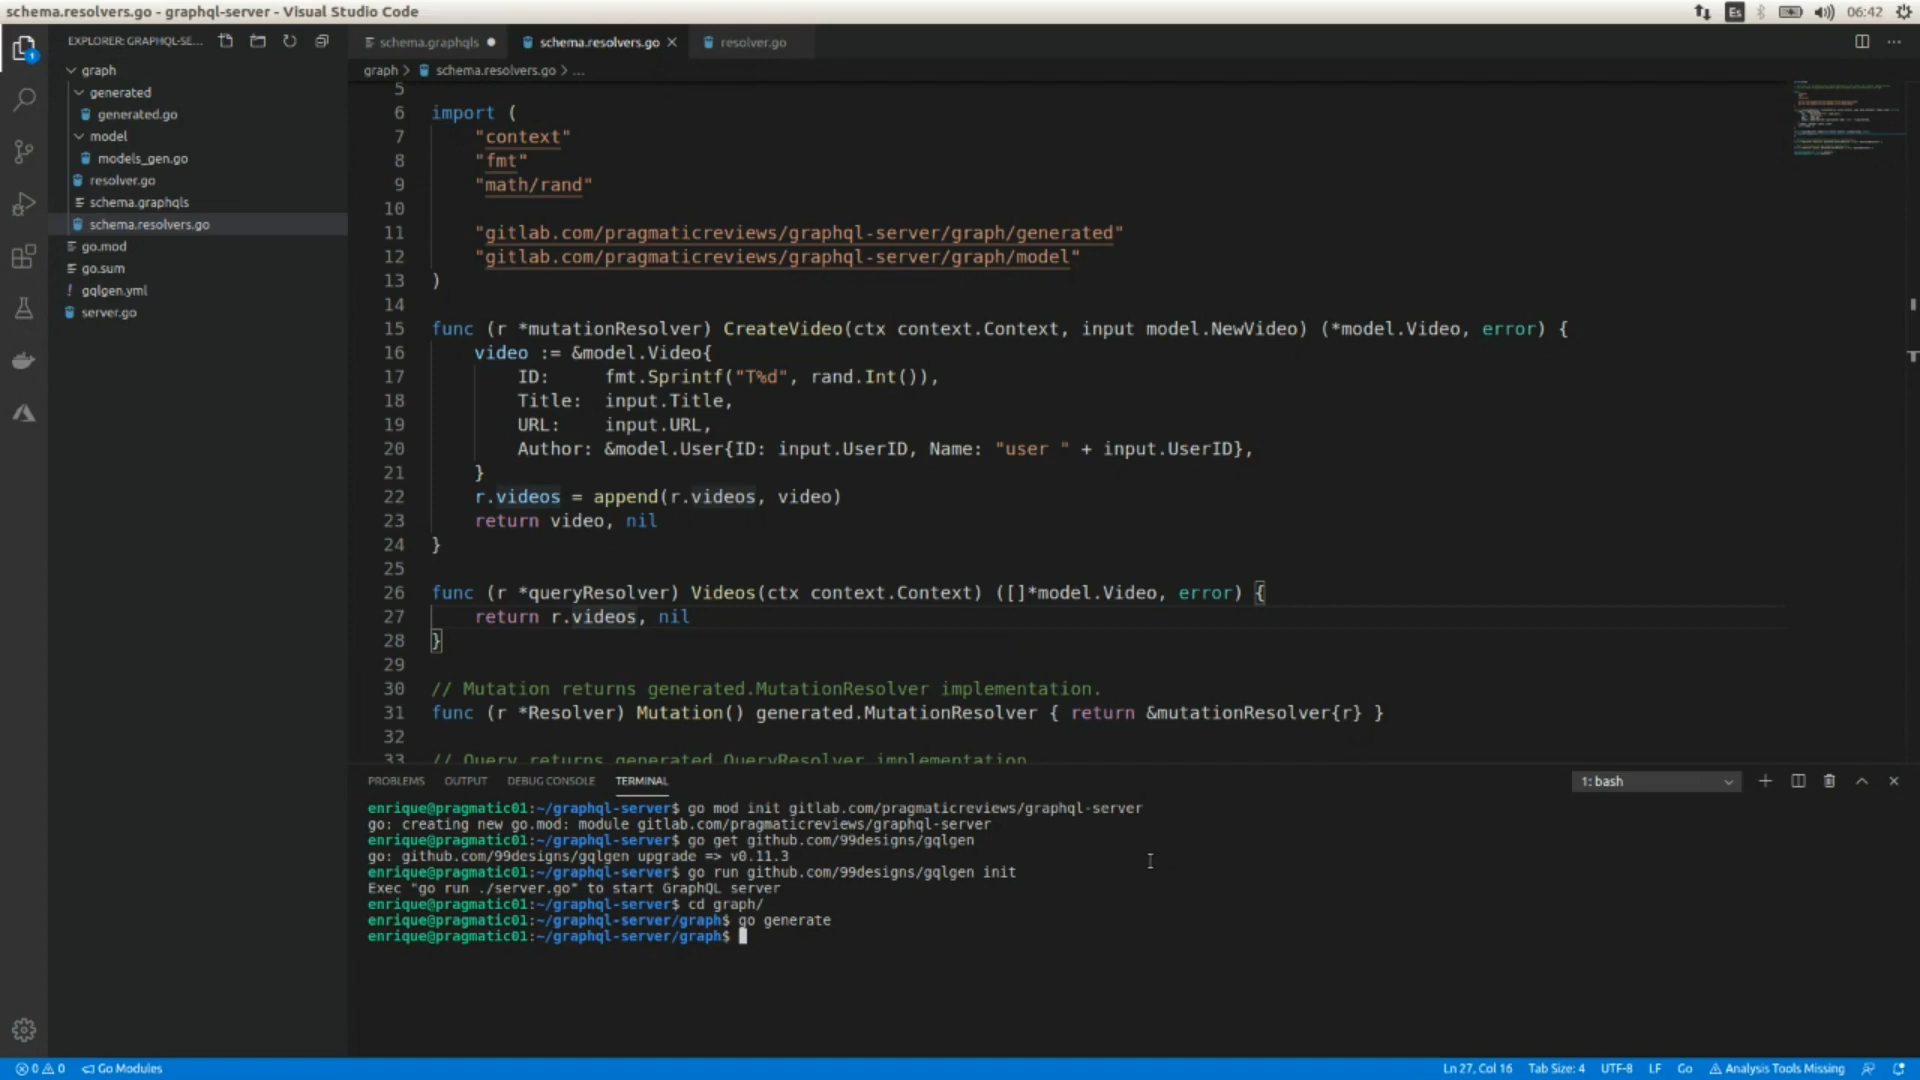 schema.resolvers.go - graphql-server - Visual Studio Code
Es
06:42
EXPLORER: GRAPHQL-SE...
schema.graphqls
schema.resolvers.go
resolver.go
1
graph
generated
generated.go
model
models_gen.go
resolver.go
schema.graphqls
schema.resolvers.go
go.mod
go.sum
gqlgen.yml
server.go
graph > schema.resolvers.go > ...
5
6 import (
7 "context"
8 "fmt"
9 "math/rand"
10
11 "gitlab.com/pragmaticreviews/graphql-server/graph/generated"
12 "gitlab.com/pragmaticreviews/graphql-server/graph/model"
13 )
14
15 func (r *mutationResolver) CreateVideo(ctx context.Context, input model.NewVideo) (*model.Video, error) {
16 video := &model.Video{
17 ID: fmt.Sprintf("T%d", rand.Int()),
18 Title: input.Title,
19 URL: input.URL,
20 Author: &model.User{ID: input.UserID, Name: "user " + input.UserID},
21 }
22 r.videos = append(r.videos, video)
23 return video, nil
24 }
25
26 func (r *queryResolver) Videos(ctx context.Context) ([]*model.Video, error) {
27 return r.videos, nil
28 }
29
30 // Mutation returns generated.MutationResolver implementation.
31 func (r *Resolver) Mutation() generated.MutationResolver { return &mutationResolver{r} }
32
33 // Query returns generated.QueryResolver implementation
PROBLEMS OUTPUT DEBUG CONSOLE TERMINAL
1: bash
enrique@pragmatic01:~/graphql-server$ go mod init gitlab.com/pragmaticreviews/graphql-server
go: creating new go.mod: module gitlab.com/pragmaticreviews/graphql-server
enrique@pragmatic01:~/graphql-server$ go get github.com/99designs/gqlgen
go: github.com/99designs/gqlgen upgrade => v0.11.3
enrique@pragmatic01:~/graphql-server$ go run github.com/99designs/gqlgen init
Exec "go run ./server.go" to start GraphQL server
enrique@pragmatic01:~/graphql-server$ cd graph/
enrique@pragmatic01:~/graphql-server/graph$ go generate
enrique@pragmatic01:~/graphql-server/graph$
0 0 Go Modules
Ln 27, Col 16 Tab Size: 4 UTF-8 LF Go Analysis Tools Missing